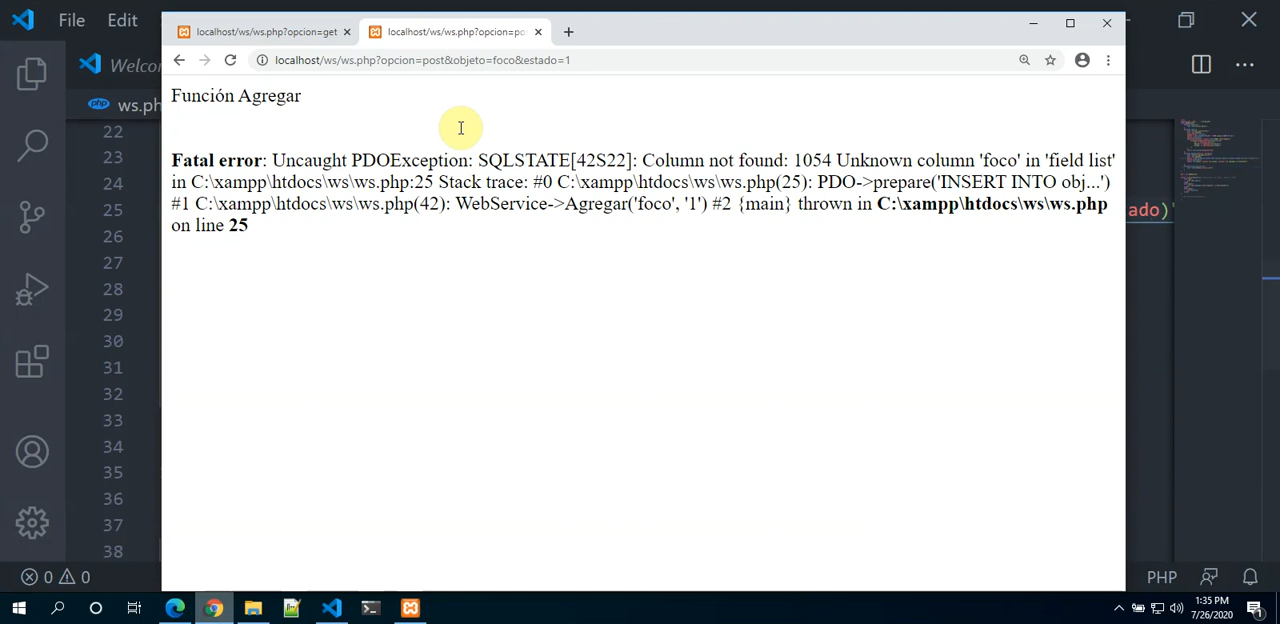 File Edit
localhost/ws/ws.php?opcion=get
localhost/ws/ws.php?opcion=po
localhost/ws/ws.php?opcion=post&objeto=foco&estado=1
Welcor
ws.ph
Función Agregar
Fatal error: Uncaught PDOException: SQLSTATE[42S22]: Column not found: 1054 Unknown column 'foco' in 'field list'
in C:\xampp\htdocs\ws\ws.php:25 Stack trace: #0 C:\xampp\htdocs\ws\ws.php(25): PDO->prepare('INSERT INTO obj...')
#1 C:\xampp\htdocs\ws\ws.php(42): WebService->Agregar('foco', '1') #2 {main} thrown in C:\xampp\htdocs\ws\ws.php
on line 25
ado)
22
23
24
25
26
27
28
29
30
31
32
33
34
35
36
37
38
0 0
PHP
1:35 PM
7/26/2020
1